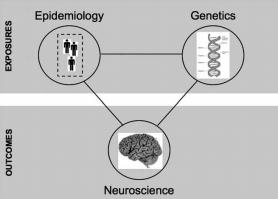 Epidemiology
Genetics
EXPOSURES
OUTCOMES
Neuroscience